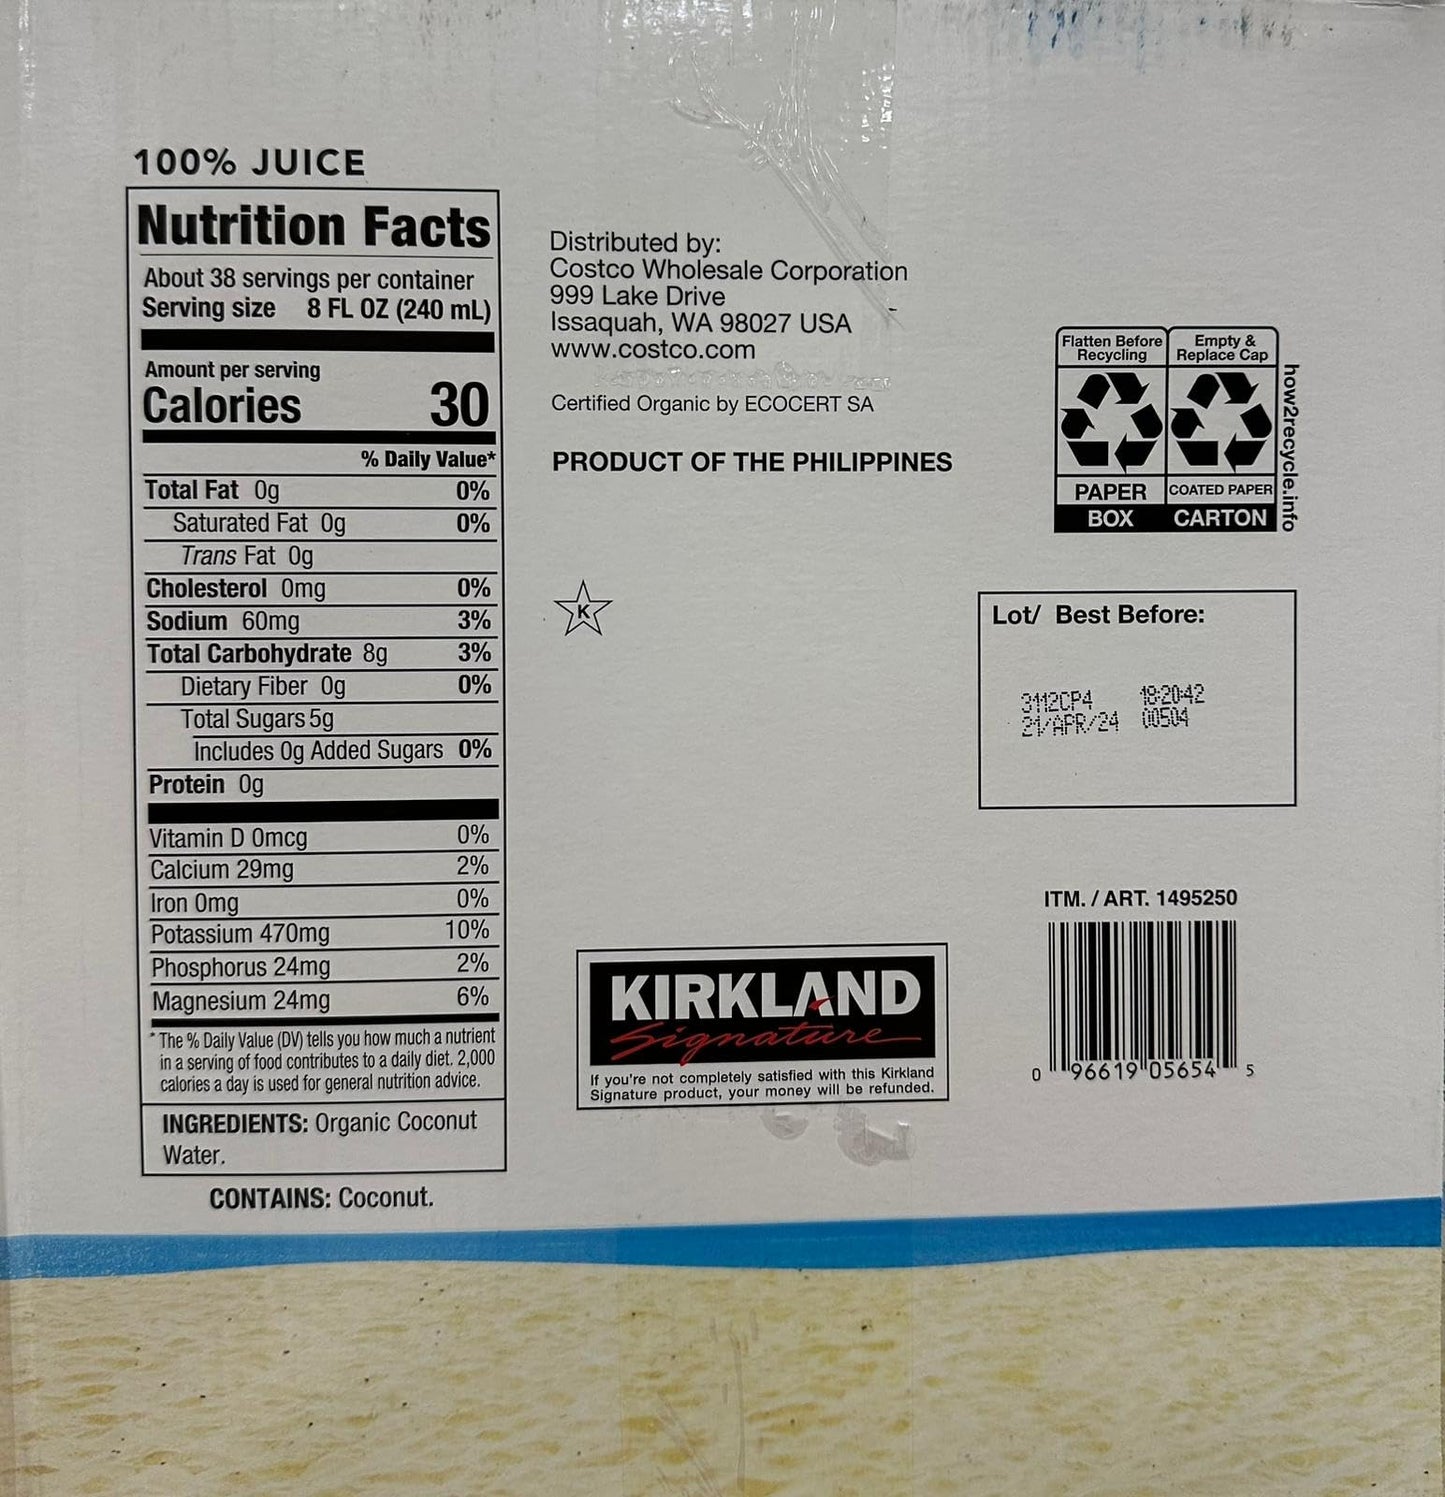 100% JUICE
Nutrition Facts
About 38 servings per container
Serving size 8 FL OZ (240 mL)
Amount per serving
Calories 30
% Daily Value*
Total Fat 0g 0%
Saturated Fat 0g 0%
Trans Fat 0g
Cholesterol 0mg 0%
Sodium 60mg 3%
Total Carbohydrate 8g 3%
Dietary Fiber 0g 0%
Total Sugars 5g
Includes 0g Added Sugars 0%
Protein 0g
Vitamin D 0mcg 0%
Calcium 29mg 2%
Iron 0mg 0%
Potassium 470mg 10%
Phosphorus 24mg 2%
Magnesium 24mg 6%
* The % Daily Value (DV) tells you how much a nutrient
in a serving of food contributes to a daily diet. 2,000
calories a day is used for general nutrition advice.
INGREDIENTS: Organic Coconut
Water.
CONTAINS: Coconut.
Distributed by:
Costco Wholesale Corporation
999 Lake Drive
Issaquah, WA 98027 USA
www.costco.com
Certified Organic by ECOCERT SA
PRODUCT OF THE PHILIPPINES
K
KIRKLAND
Signature
If you're not completely satisfied with this Kirkland
Signature product, your money will be refunded.
Flatten Before
Recycling
PAPER
BOX
Empty &
Replace Cap
COATED PAPER
CARTON
how2recycle.info
Lot/ Best Before:
3112CP4 18:20:42
21/APR/24 00504
ITM. / ART. 1495250
0 96619 05654 5